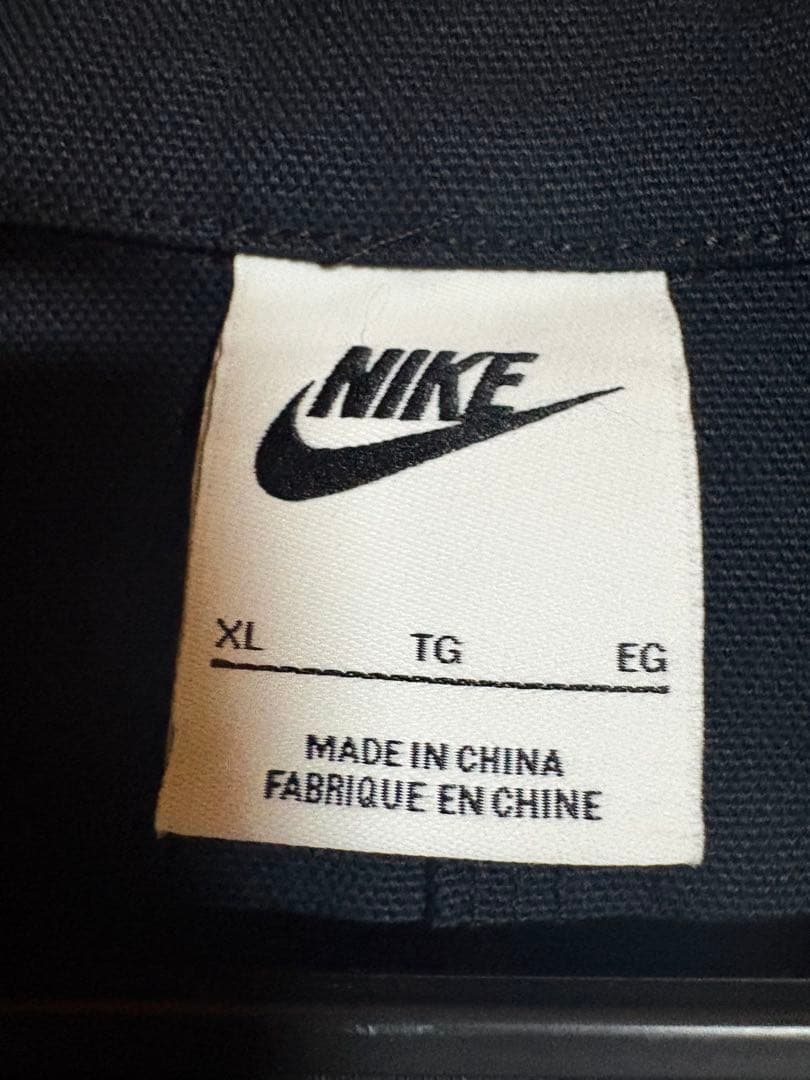 NIKE
XL TG EG
MADE IN CHINA
FABRIQUE EN CHINE